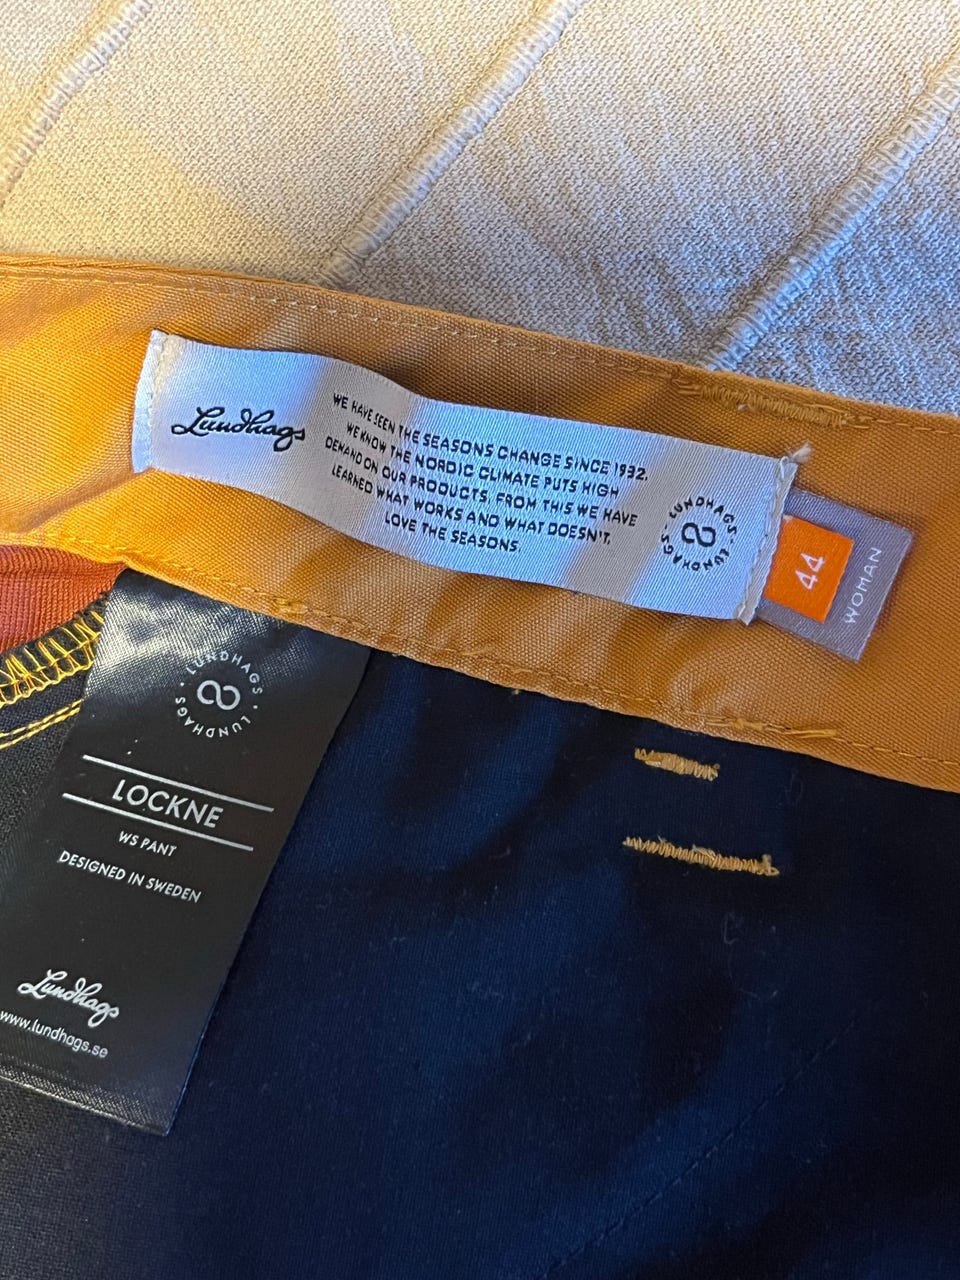 Lundhags
WE HAVE SEEN THE SEASONS CHANGE SINCE 1932.
WE KNOW THE NORDIC CLIMATE PUTS HIGH
DEMAND ON OUR PRODUCTS, FROM THIS WE HAVE
LEARNED WHAT WORKS AND WHAT DOESN'T.
LOVE THE SEASONS.
LUNDHAGS · LUNDHAGS ·
44
WOMAN
LUNDHAGS · LUNDHAGS ·
LOCKNE
WS PANT
DESIGNED IN SWEDEN
Lundhags
www.lundhags.se